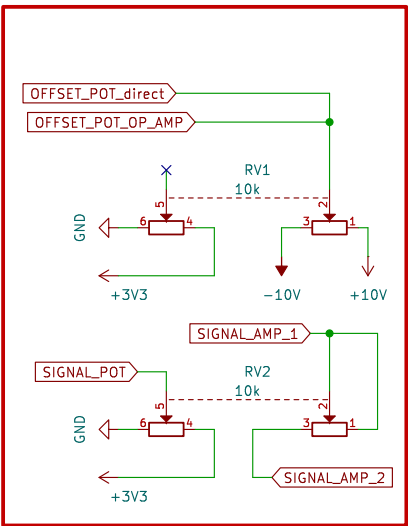 OFFSET_POT_direct
OFFSET_POT_OP_AMP
RV1
10k
5
2
6
4
3
1
GND
+3V3
-10V
+10V
SIGNAL_AMP_1
SIGNAL_POT
RV2
10k
5
2
6
4
3
1
GND
+3V3
SIGNAL_AMP_2